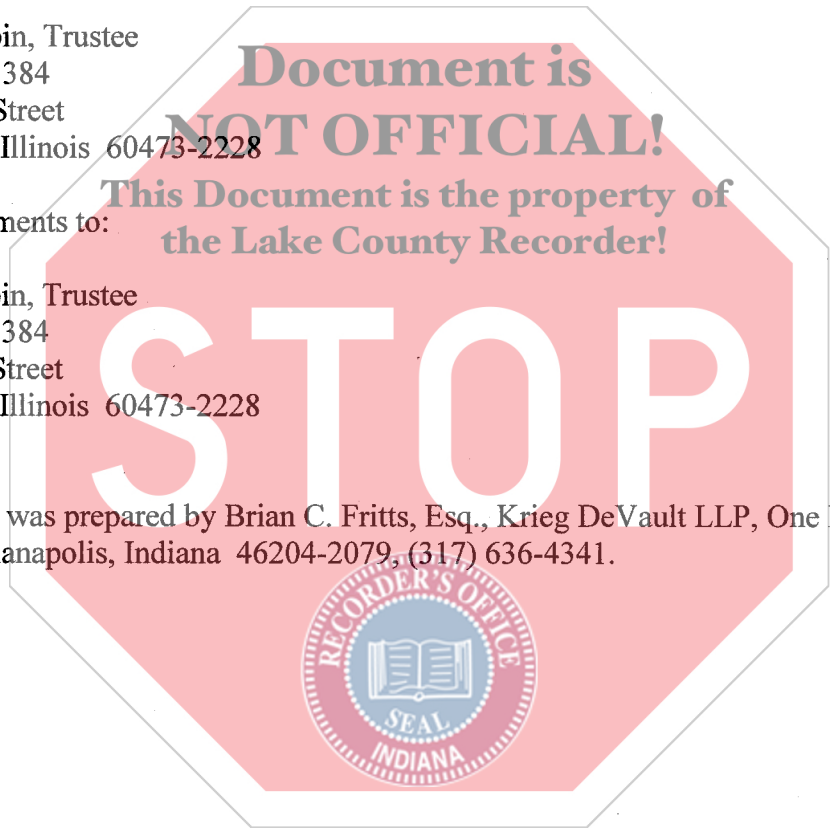 in, Trustee
384
Street
Illinois 60473-2228
ments to:
in, Trustee
384
Street
Illinois 60473-2228
was prepared by Brian C. Fritts, Esq., Krieg DeVault LLP, One
anapolis, Indiana 46204-2079, (317) 636-4341.
Document is
NOT OFFICIAL!
This Document is the property of
the Lake County Recorder!
STOP
RECORDER'S OFFICE
SEAL
INDIANA